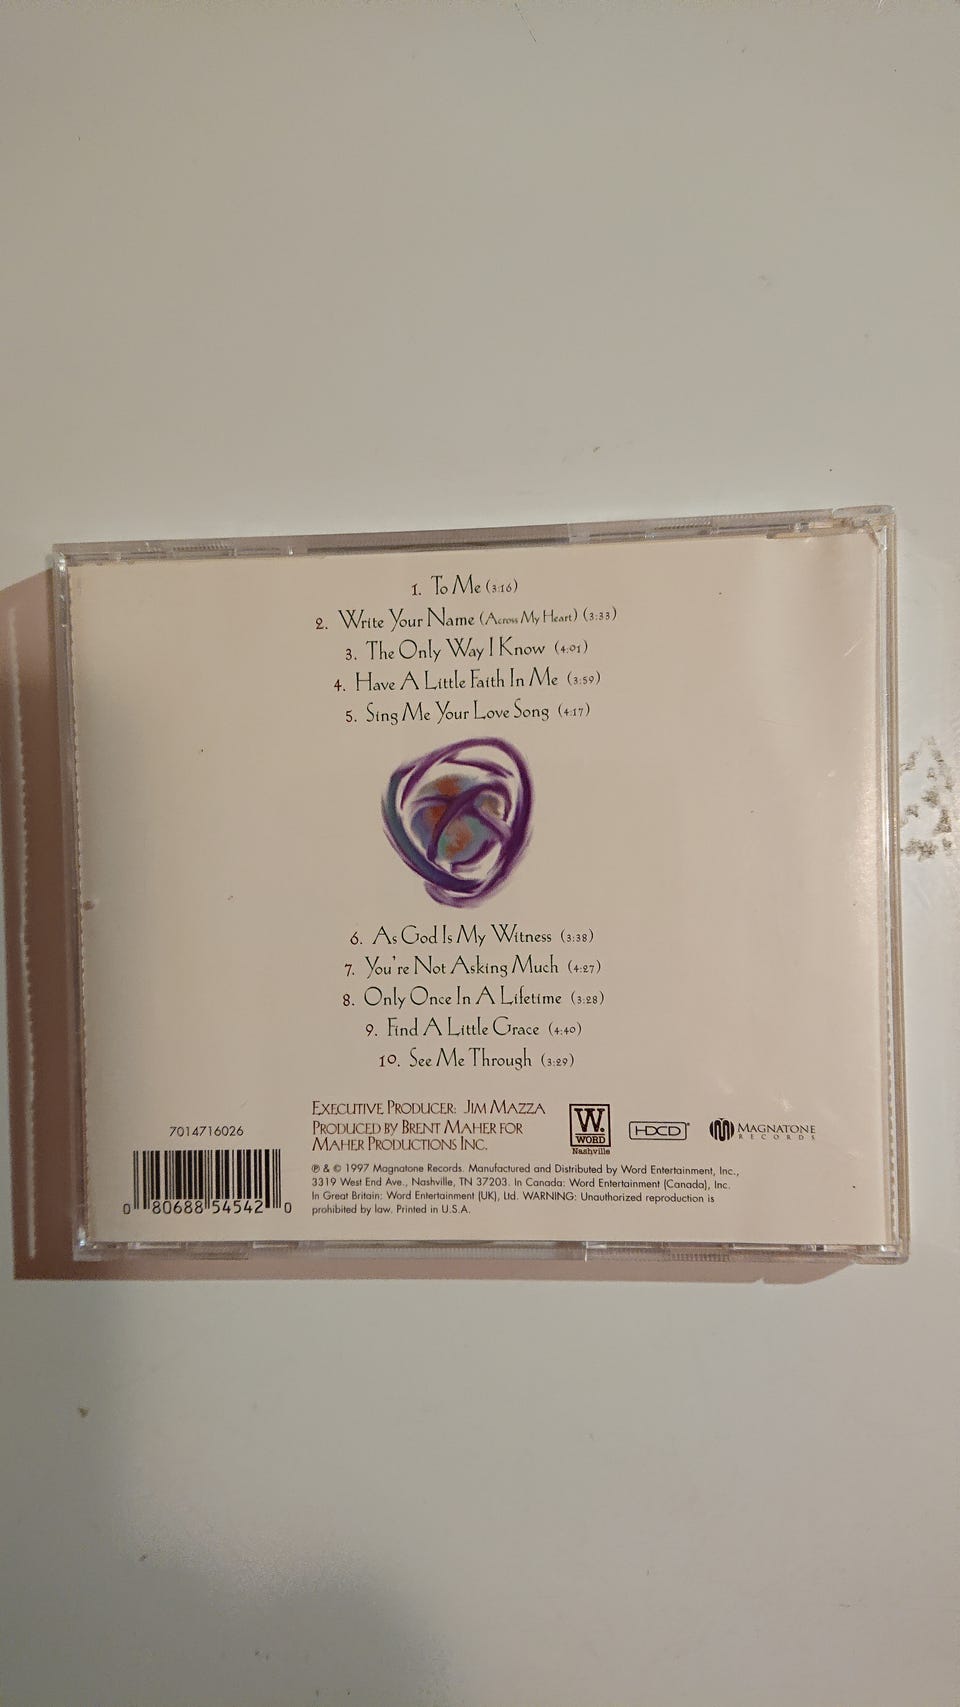 1. To Me (3:16)
2. Write Your Name (Across My Heart) (3:33)
3. The Only Way I Know (4:01)
4. Have A Little Faith In Me (3:59)
5. Sing Me Your Love Song (4:17)
6. As God Is My Witness (3:38)
7. You're Not Asking Much (4:27)
8. Only Once In A Lifetime (3:28)
9. Find A Little Grace (4:40)
10. See Me Through (3:29)
EXECUTIVE PRODUCER: JIM MAZZA
PRODUCED BY BRENT MAHER FOR
MAHER PRODUCTIONS INC.
W.
WORD
Nashville
HDCD®
MAGNATONE
RECORDS
7014716026
0 80688 54542 0
℗ & © 1997 Magnatone Records. Manufactured and Distributed by Word Entertainment, Inc.,
3319 West End Ave., Nashville, TN 37203. In Canada: Word Entertainment (Canada), Inc.
In Great Britain: Word Entertainment (UK), Ltd. WARNING: Unauthorized reproduction is
prohibited by law. Printed in U.S.A.